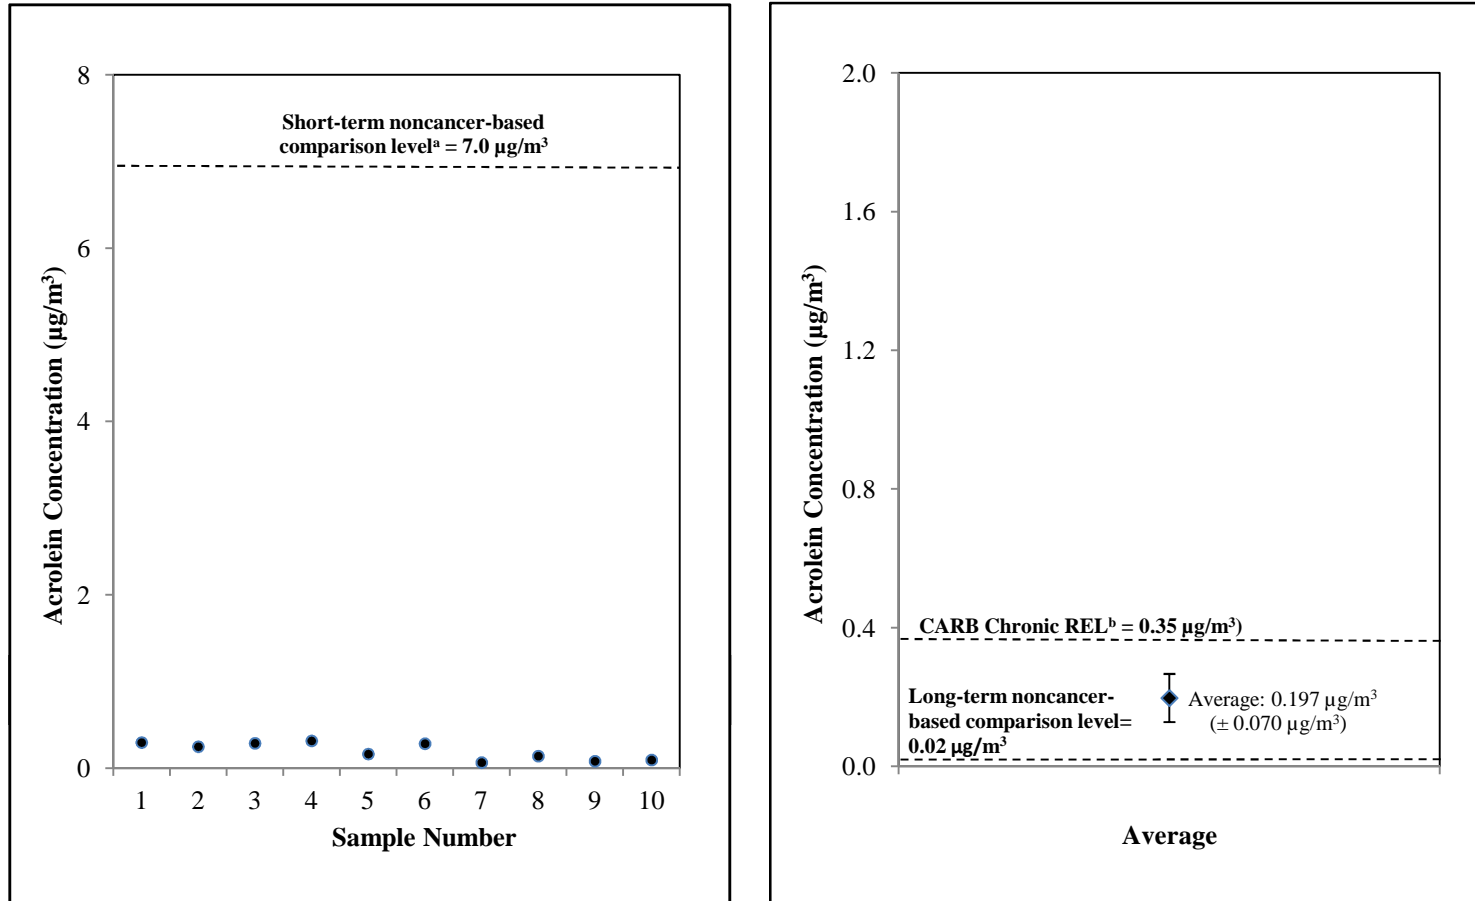 8
Short-term noncancer-based
comparison levelᵃ = 7.0 µg/m³
6
4
2
0
Acrolein Concentration (µg/m³)
1 2 3 4 5 6 7 8 9 10
Sample Number
2.0
1.6
1.2
0.8
0.4
0.0
Acrolein Concentration (µg/m³)
CARB Chronic RELᵇ = 0.35 µg/m³)
Long-term noncancer-
based comparison level=
0.02 µg/m³
Average: 0.197 µg/m³
(± 0.070 µg/m³)
Average